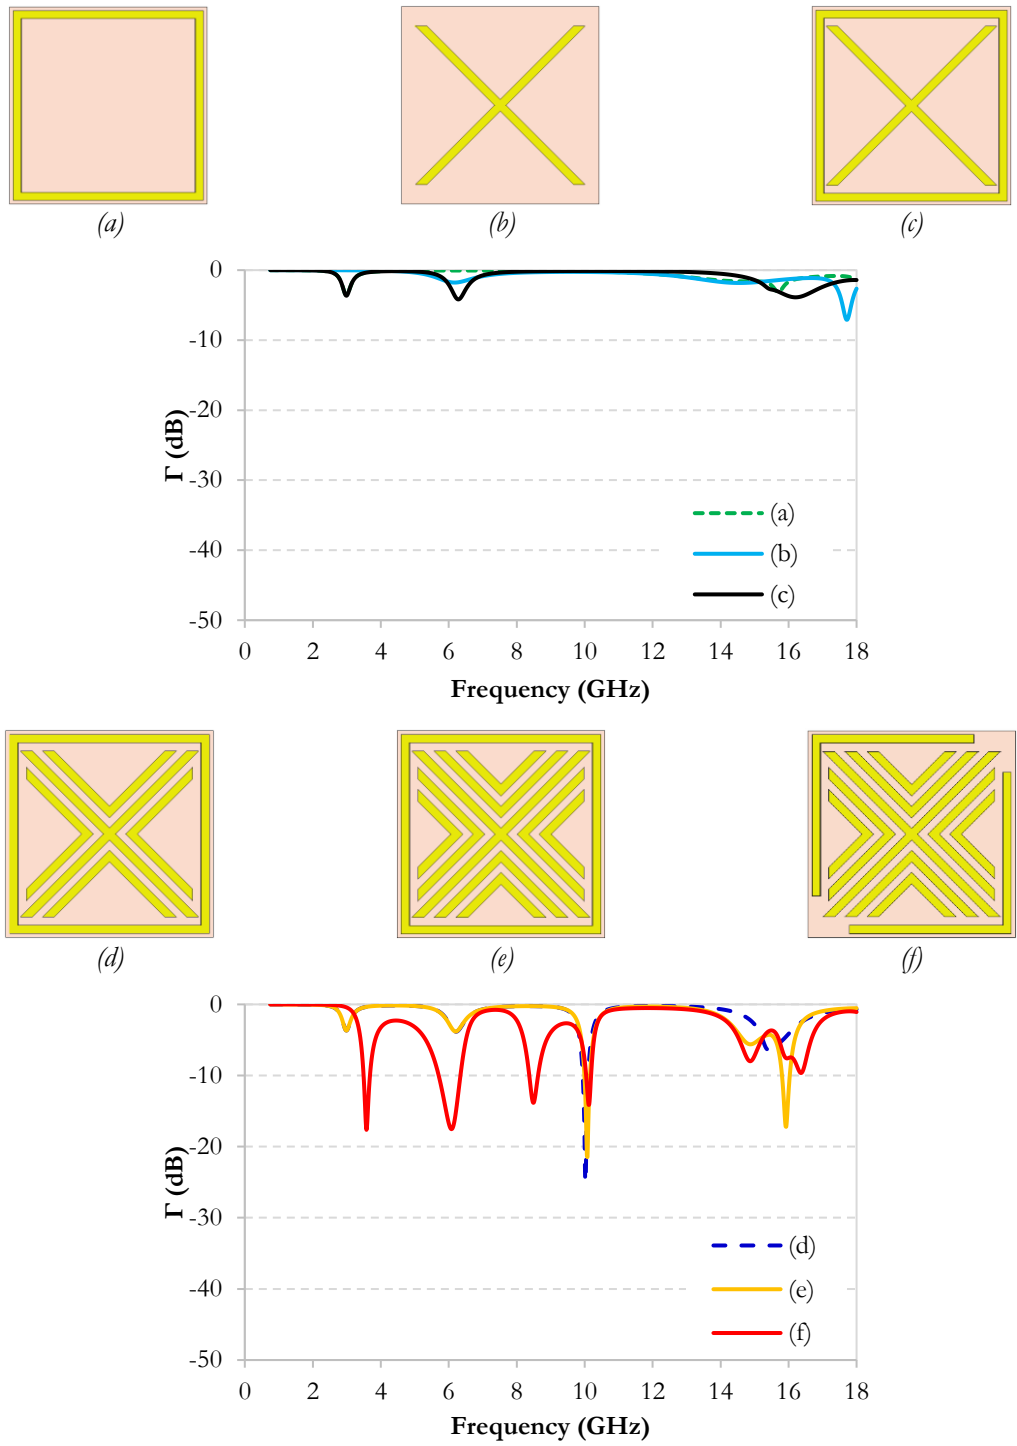 (a) (b) (c)
0
-10
-20
-30
-40
-50
Γ (dB)
(a)
(b)
(c)
0 2 4 6 8 10 12 14 16 18
Frequency (GHz)
(d) (e) (f)
0
-10
-20
-30
-40
-50
Γ (dB)
(d)
(e)
(f)
0 2 4 6 8 10 12 14 16 18
Frequency (GHz)